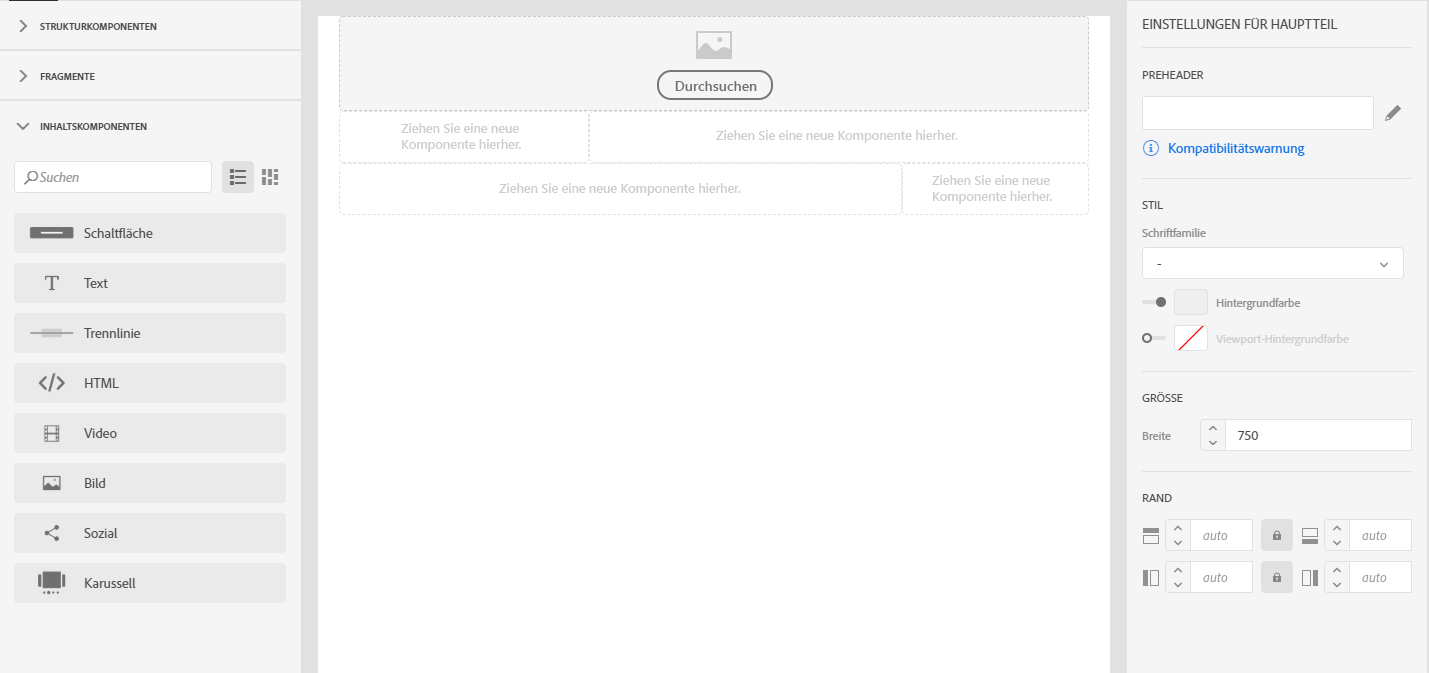 STRUKTURKOMPONENTEN
FRAGMENTE
INHALTSKOMPONENTEN
Suchen
Schaltfläche
Text
Trennlinie
HTML
Video
Bild
Sozial
Karussell
Durchsuchen
Ziehen Sie eine neue
Komponente hierher.
Ziehen Sie eine neue Komponente hierher.
Ziehen Sie eine neue Komponente hierher.
Ziehen Sie eine neue
Komponente hierher.
EINSTELLUNGEN FÜR HAUPTTEIL
PREHEADER
Kompatibilitätswarnung
STIL
Schriftfamilie
-
Hintergrundfarbe
Viewport-Hintergrundfarbe
GRÖSSE
Breite 750
RAND
auto auto
auto auto